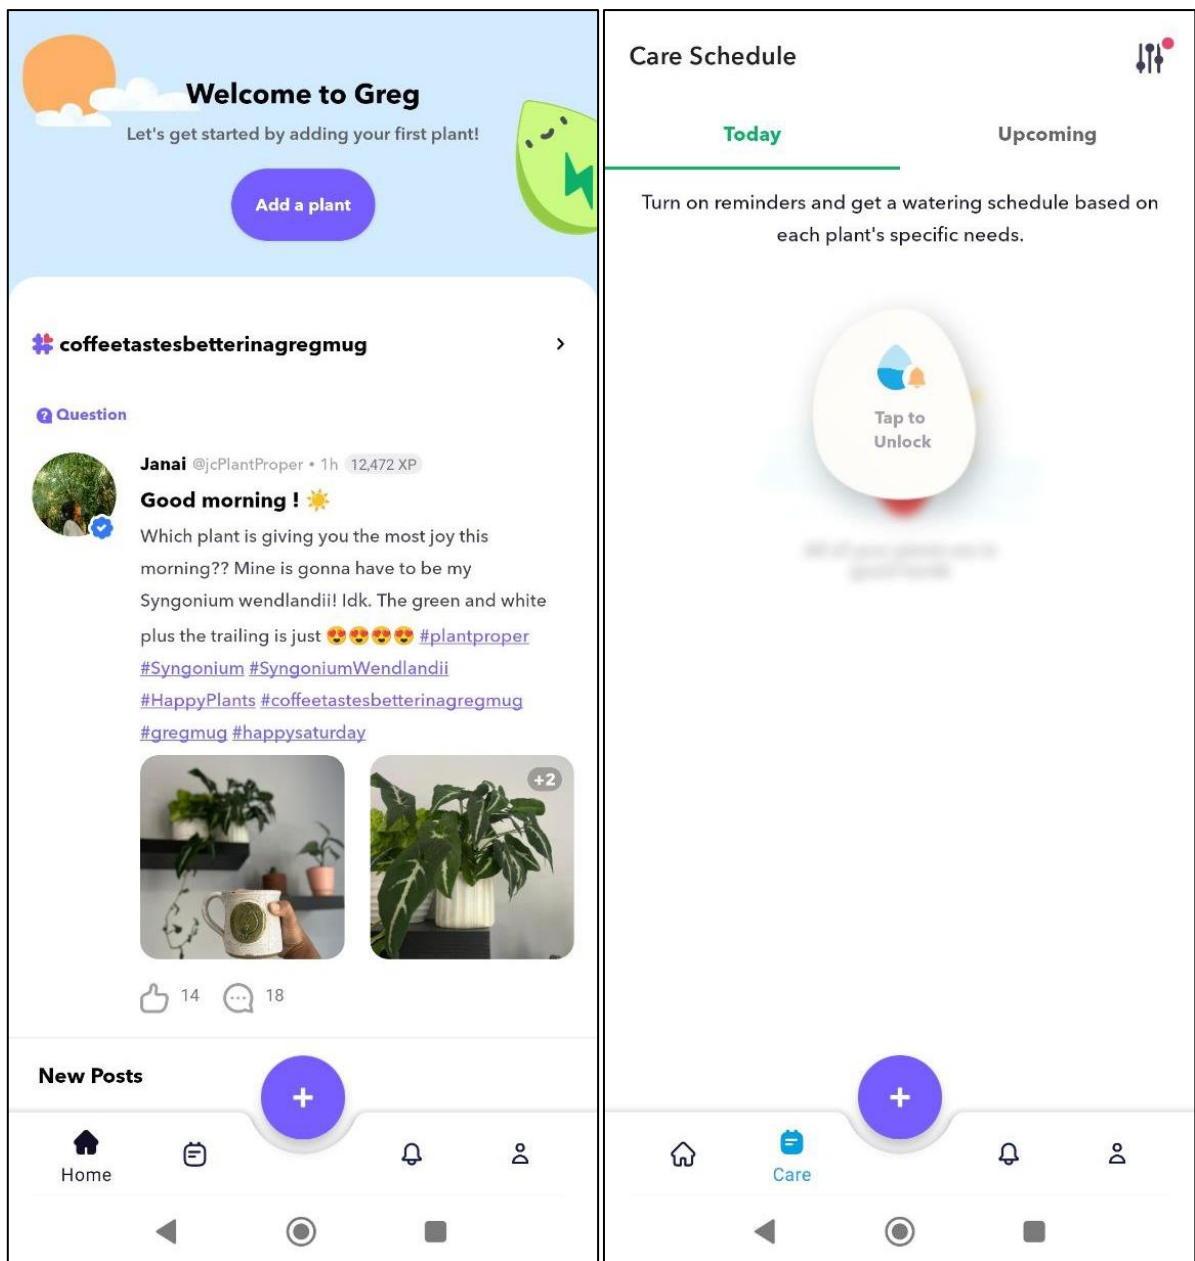 Welcome to Greg
Let's get started by adding your first plant!
Add a plant
coffeetastesbetterinagregmug
Question
Janai @jcPlantProper • 1h 12,472 XP
Good morning ! ☀️
Which plant is giving you the most joy this
morning?? Mine is gonna have to be my
Syngonium wendlandii! Idk. The green and white
plus the trailing is just 😍😍😍😍 #plantproper
#Syngonium #SyngoniumWendlandii
#HappyPlants #coffeetastesbetterinagregmug
#gregmug #happysaturday
+2
14 18
New Posts
+
Home
Care Schedule
Today Upcoming
Turn on reminders and get a watering schedule based on
each plant's specific needs.
Tap to
Unlock
+
Care